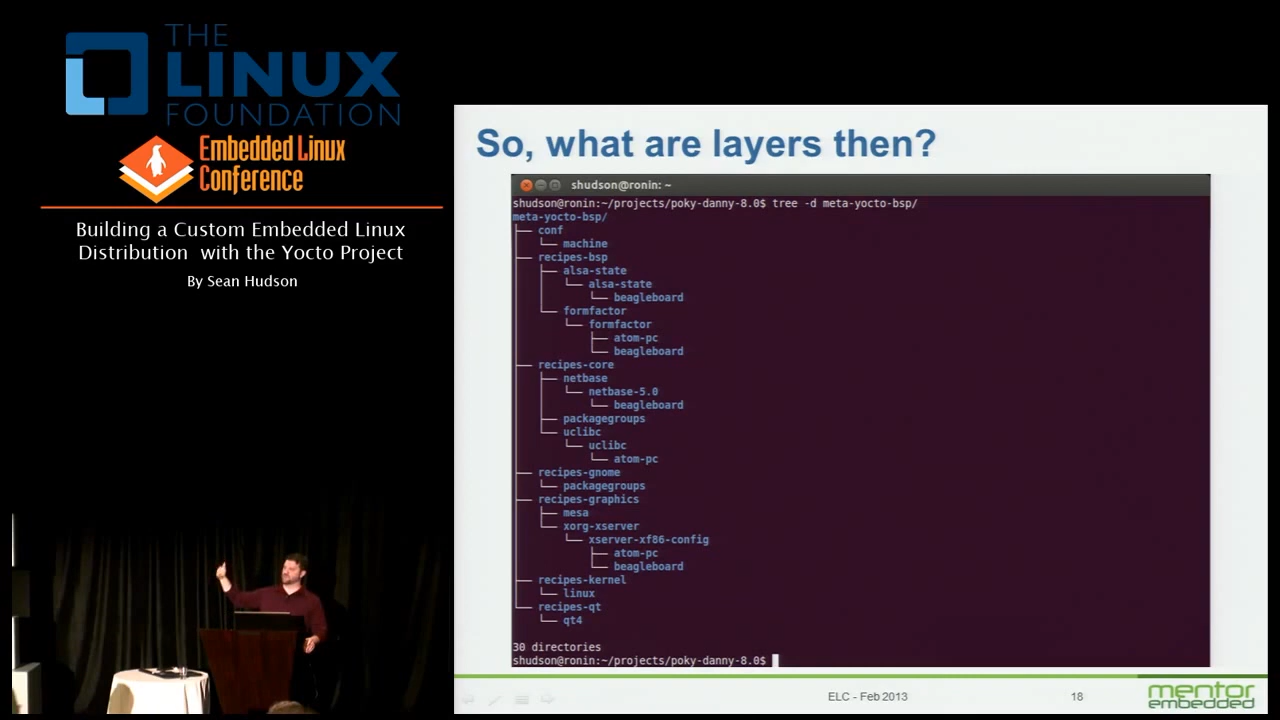 THE
LINUX
FOUNDATION
Embedded Linux
Conference
Building a Custom Embedded Linux
Distribution with the Yocto Project
By Sean Hudson
So, what are layers then?
shudson@ronin: ~
shudson@ronin:~/projects/poky-danny-8.0$ tree -d meta-yocto-bsp/
meta-yocto-bsp/
├── conf
│   └── machine
├── recipes-bsp
│   ├── alsa-state
│   │   └── alsa-state
│   │       └── beagleboard
│   └── formfactor
│       └── formfactor
│           ├── atom-pc
│           └── beagleboard
├── recipes-core
│   ├── netbase
│   │   └── netbase-5.0
│   │       └── beagleboard
│   ├── packagegroups
│   └── uclibc
│       └── uclibc
│           └── atom-pc
├── recipes-gnome
│   └── packagegroups
├── recipes-graphics
│   ├── mesa
│   └── xorg-xserver
│       └── xserver-xf86-config
│           ├── atom-pc
│           └── beagleboard
├── recipes-kernel
│   └── linux
└── recipes-qt
    └── qt4
30 directories
shudson@ronin:~/projects/poky-danny-8.0$
ELC - Feb 2013
18
mentor
embedded